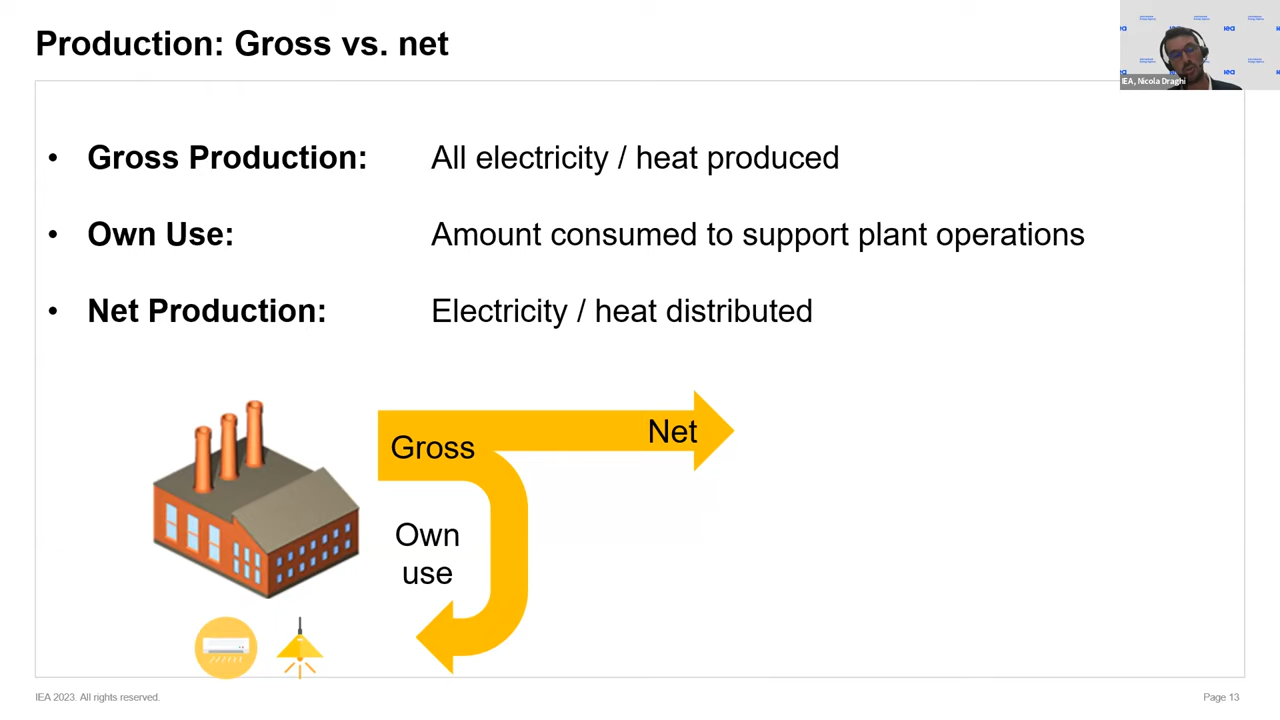 Production: Gross vs. net
iea
IEA, Nicola Draghi
• Gross Production: All electricity / heat produced
• Own Use: Amount consumed to support plant operations
• Net Production: Electricity / heat distributed
Gross
Net
Own
use
IEA 2023. All rights reserved.
Page 13